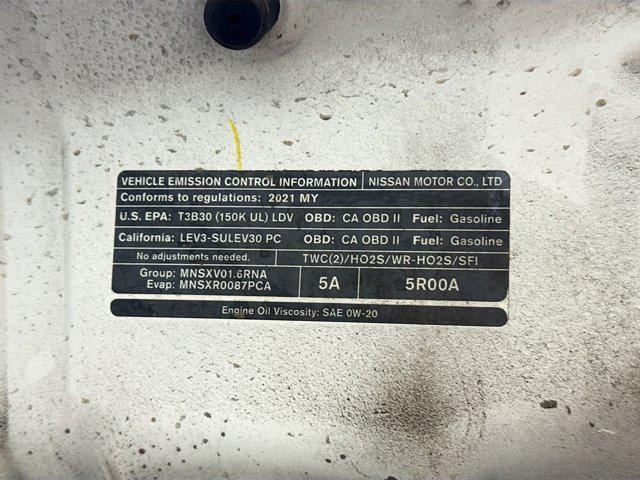 VEHICLE EMISSION CONTROL INFORMATION NISSAN MOTOR CO., LTD
Conforms to regulations: 2021 MY
U.S. EPA: T3B30 (150K UL) LDV OBD: CA OBD II Fuel: Gasoline
California: LEV3-SULEV30 PC OBD: CA OBD II Fuel: Gasoline
No adjustments needed. TWC(2)/HO2S/WR-HO2S/SFI
Group: MNSXV01.6RNA
Evap: MNSXR0087PCA
5A 5R00A
Engine Oil Viscosity: SAE 0W-20